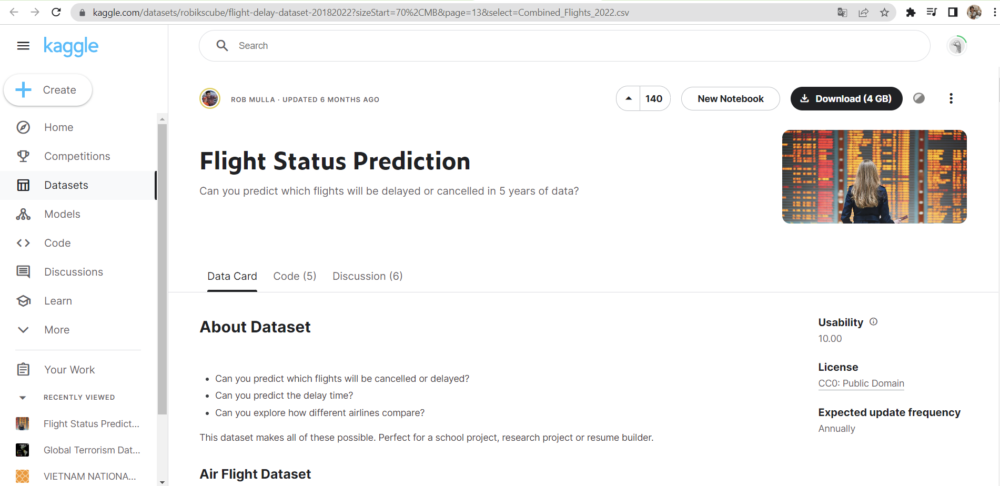 kaggle.com/datasets/robikscube/flight-delay-dataset-20182022?sizeStart=70%2CMB&page=13&select=Combined_Flights_2022.csv
kaggle
Search
Create
ROB MULLA · UPDATED 6 MONTHS AGO
140
New Notebook
Download (4 GB)
Home
Competitions
Datasets
Models
Code
Discussions
Learn
More
Your Work
RECENTLY VIEWED
Flight Status Predict...
Global Terrorism Dat...
VIETNAM NATIONA...
Flight Status Prediction
Can you predict which flights will be delayed or cancelled in 5 years of data?
Data Card Code (5) Discussion (6)
About Dataset
• Can you predict which flights will be cancelled or delayed?
• Can you predict the delay time?
• Can you explore how different airlines compare?
This dataset makes all of these possible. Perfect for a school project, research project or resume builder.
Air Flight Dataset
Usability
10.00
License
CC0: Public Domain
Expected update frequency
Annually